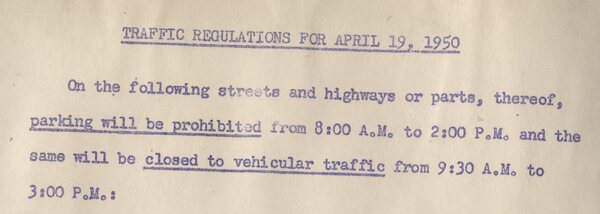 TRAFFIC REGULATIONS FOR APRIL 19, 1950
On the following streets and highways or parts, thereof,
parking will be prohibited from 8:00 A.M. to 2:00 P.M. and the
same will be closed to vehicular traffic from 9:30 A.M. to
3:00 P.M.: